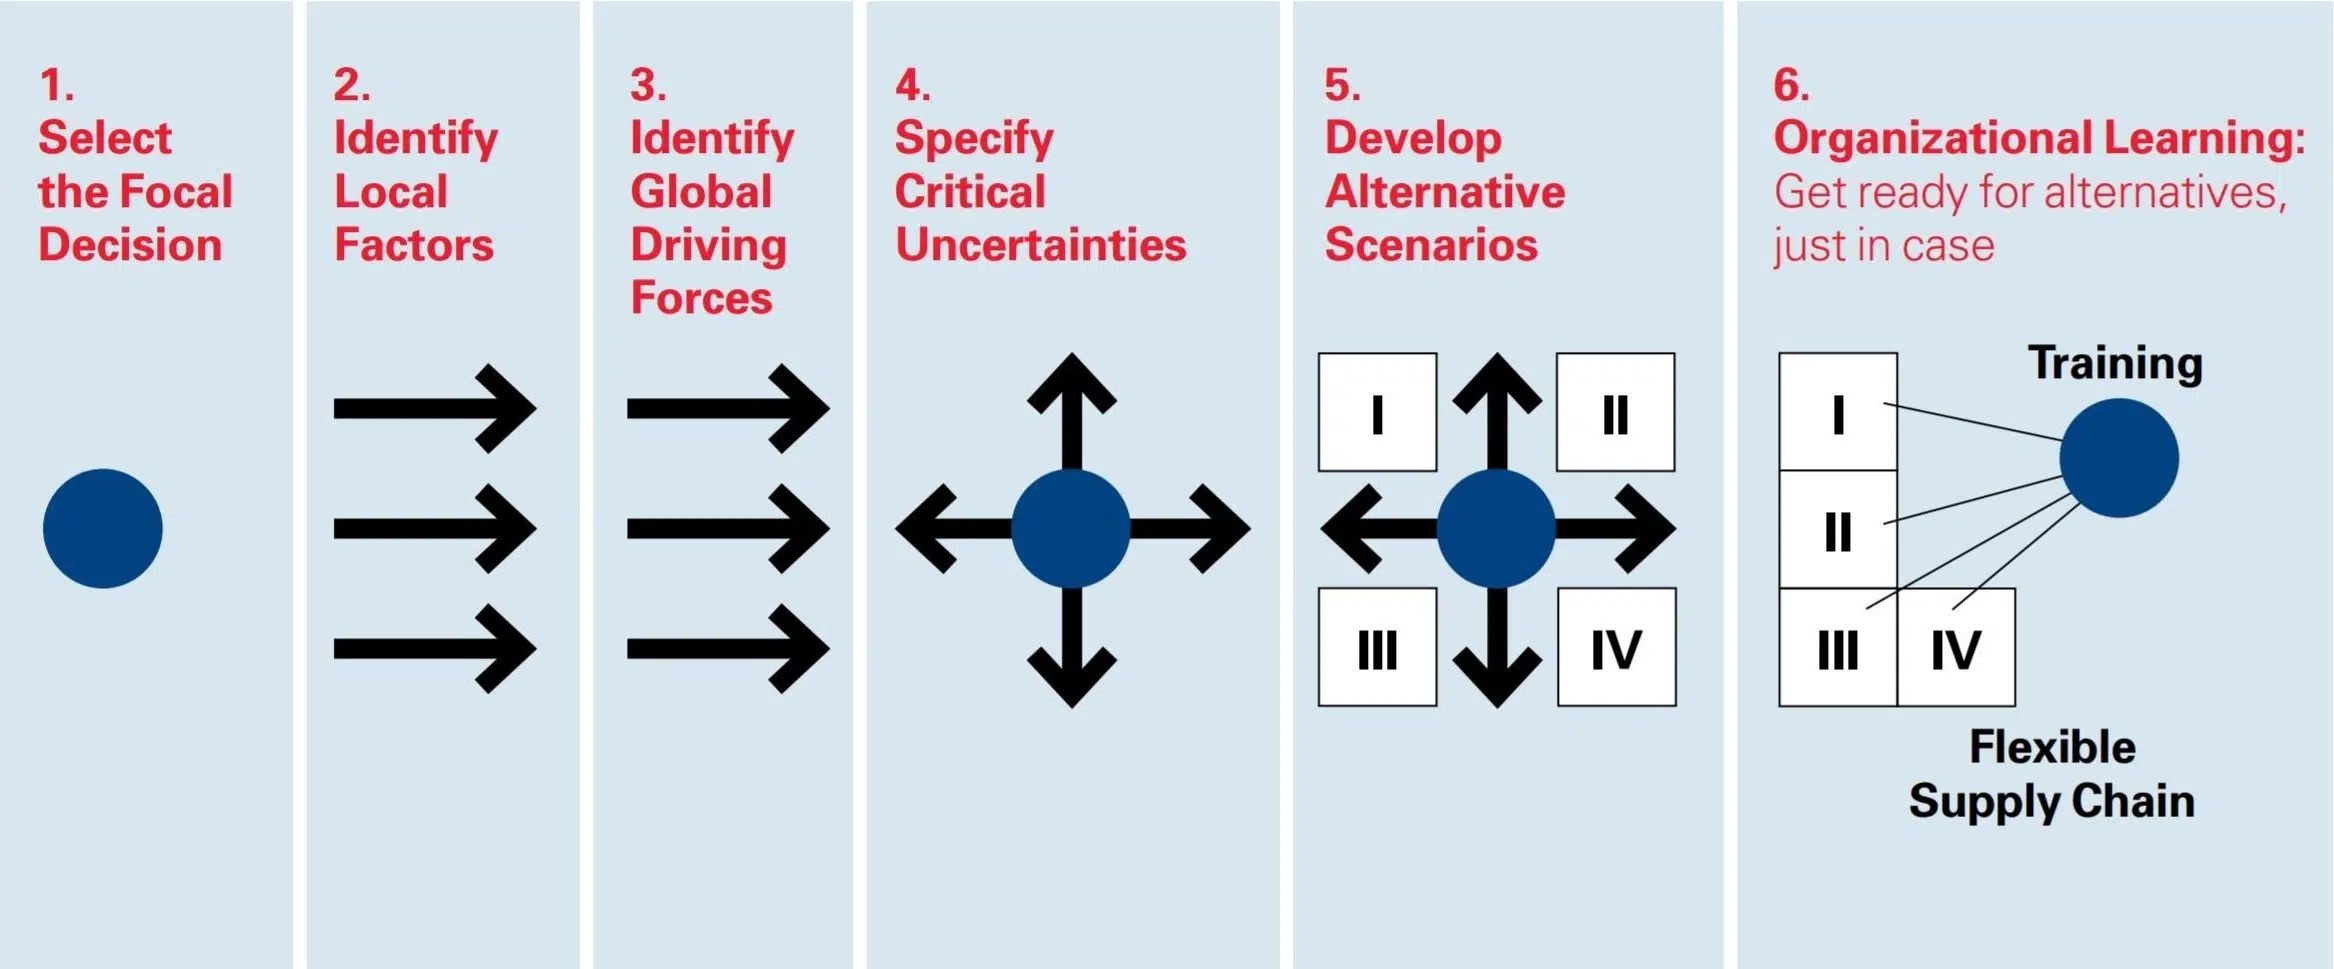 1.
Select
the Focal
Decision
2.
Identify
Local
Factors
3.
Identify
Global
Driving
Forces
4.
Specify
Critical
Uncertainties
5.
Develop
Alternative
Scenarios
I
II
III
IV
6.
Organizational Learning:
Get ready for alternatives,
just in case
Training
I
II
III
IV
Flexible
Supply Chain